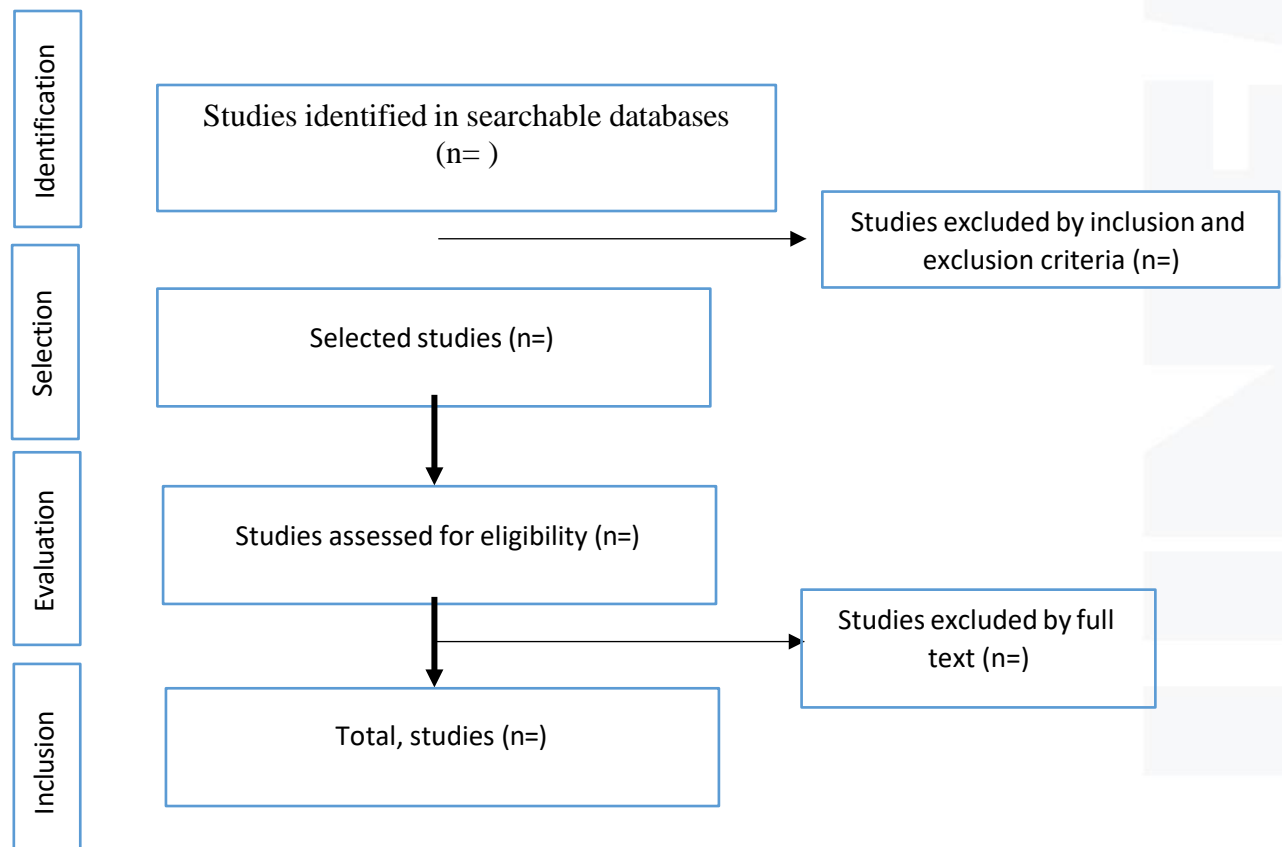 Identification
Studies identified in searchable databases
(n= )
Studies excluded by inclusion and
exclusion criteria (n=)
Selection
Selected studies (n=)
Evaluation
Studies assessed for eligibility (n=)
Studies excluded by full
text (n=)
Inclusion
Total, studies (n=)